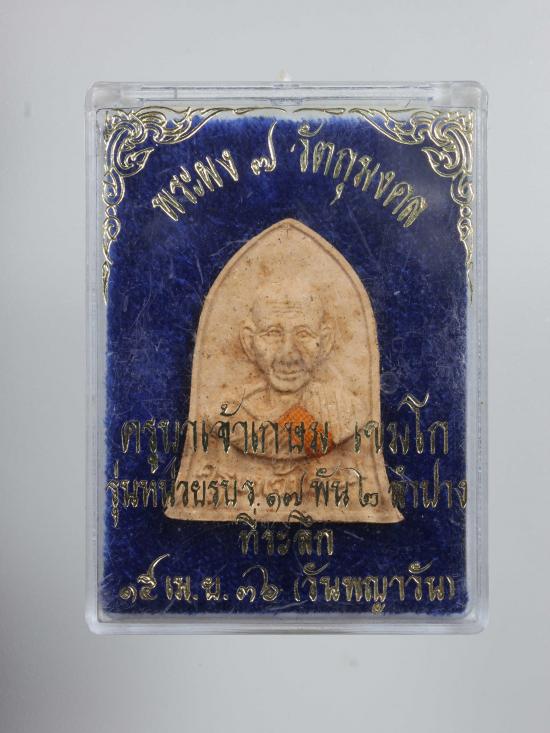 พระผง ๗ วัตถุมงคล
ครูบาเจ้าเกษม เขมโก
รุ่นหน่วยรบ ร.๑๗ พัน ๒ ลำปาง
ที่ระลึก
๑๕ เม.ย. ๓๖ (วันพญาวัน)